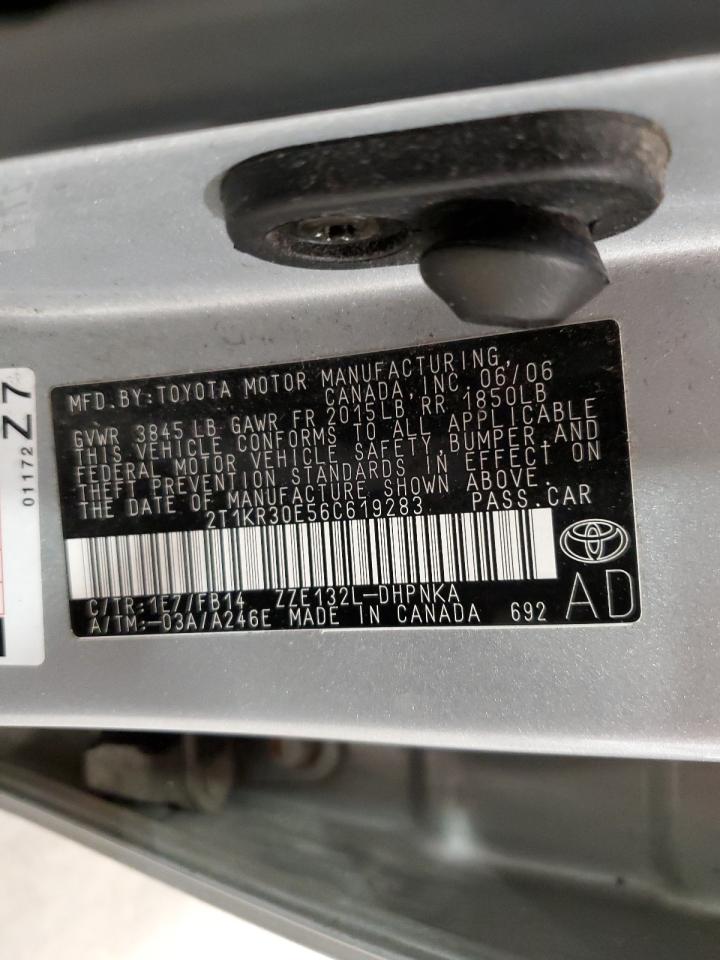 MFD.BY:TOYOTA MOTOR MANUFACTURING,
CANADA,INC. 06/06
GVWR 3845 LB GAWR FR 2015LB RR 1850LB
THIS VEHICLE CONFORMS TO ALL APPLICABLE
FEDERAL MOTOR VEHICLE SAFETY,BUMPER AND
THEFT PREVENTION STANDARDS IN EFFECT ON
THE DATE OF MANUFACTURE SHOWN ABOVE.
2T1KR30E56C619283 PASS.CAR
C/TR:1E7/FB14 ZZE132L-DHPNKA
A/TM:-03A/A246E MADE IN CANADA 692
AD
Z7
01172